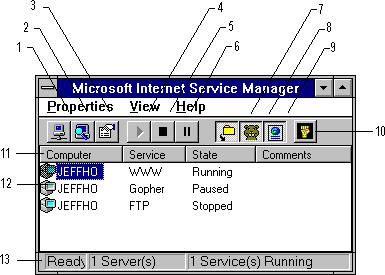 3 4 7
2 5 8
1 6 9
Microsoft Internet Service Manager
Properties View Help
10
11 Computer Service State Comments
JEFFHO WWW Running
12 JEFFHO Gopher Paused
JEFFHO FTP Stopped
13 Ready 1 Server(s) 1 Service(s) Running